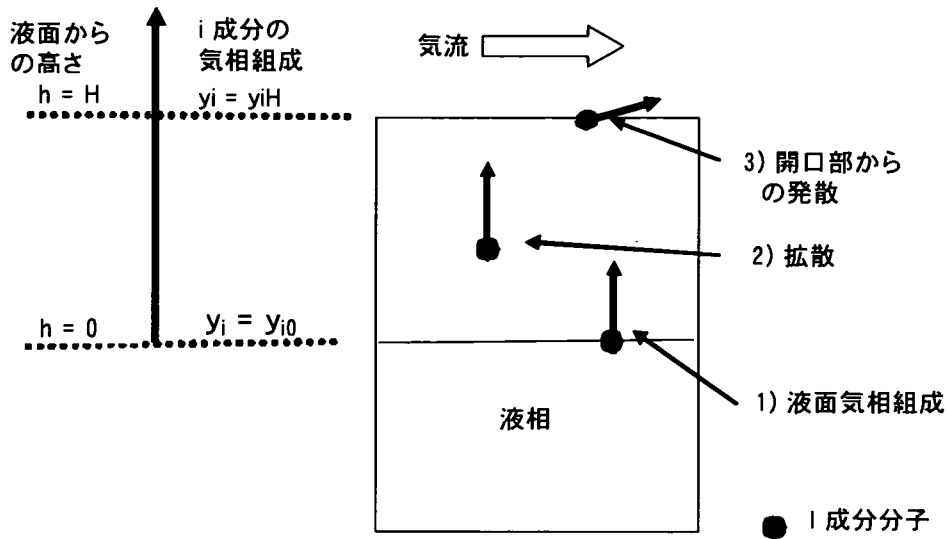 液面から
の高さ
i 成分の
気相組成
気流
h = H
yi = yiH
3) 開口部から
の発散
2) 拡散
h = 0
yi = yi0
1) 液面気相組成
液相
I 成分分子